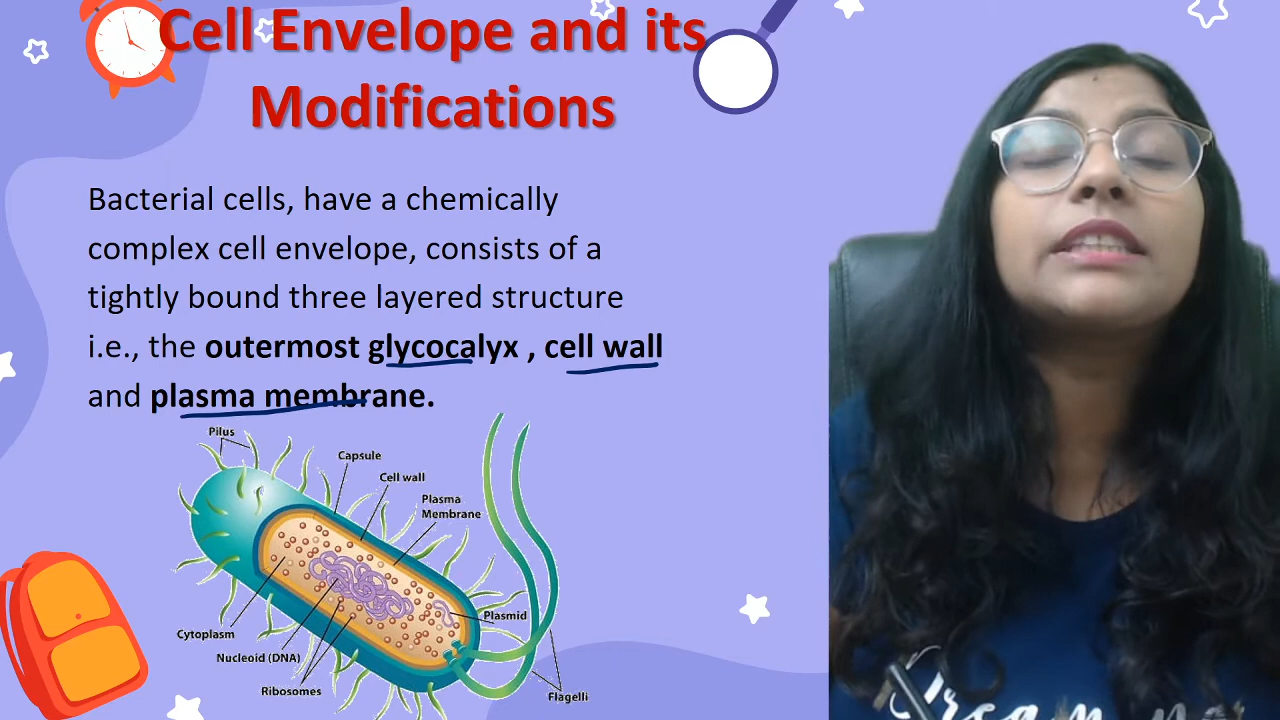 Cell Envelope and its
Modifications
Bacterial cells, have a chemically
complex cell envelope, consists of a
tightly bound three layered structure
i.e., the outermost glycocalyx , cell wall
and plasma membrane.
Pilus
Capsule
Cell wall
Plasma
Membrane
Plasmid
Cytoplasm
Nucleoid (DNA)
Ribosomes
Flagelli